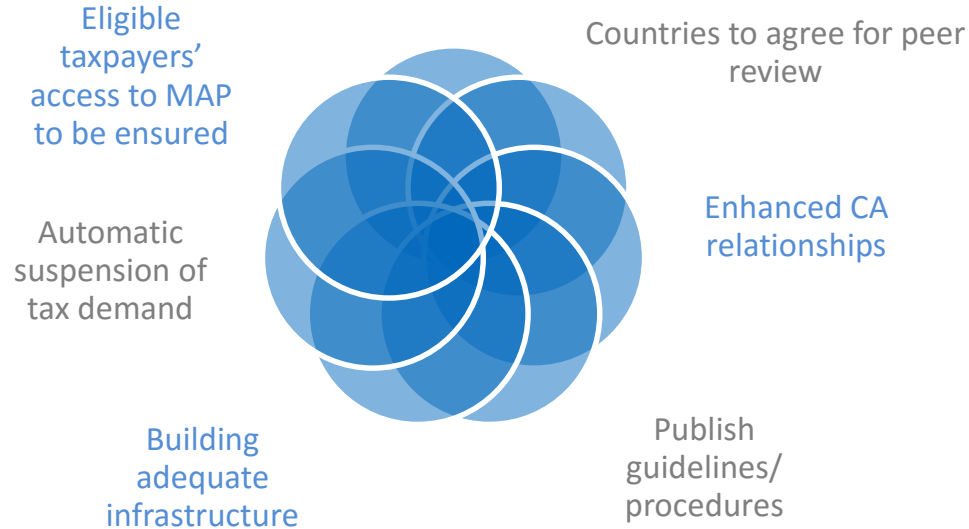 Eligible
taxpayers’
access to MAP
to be ensured
Countries to agree for peer
review
Enhanced CA
relationships
Automatic
suspension of
tax demand
Building
adequate
infrastructure
Publish
guidelines/
procedures